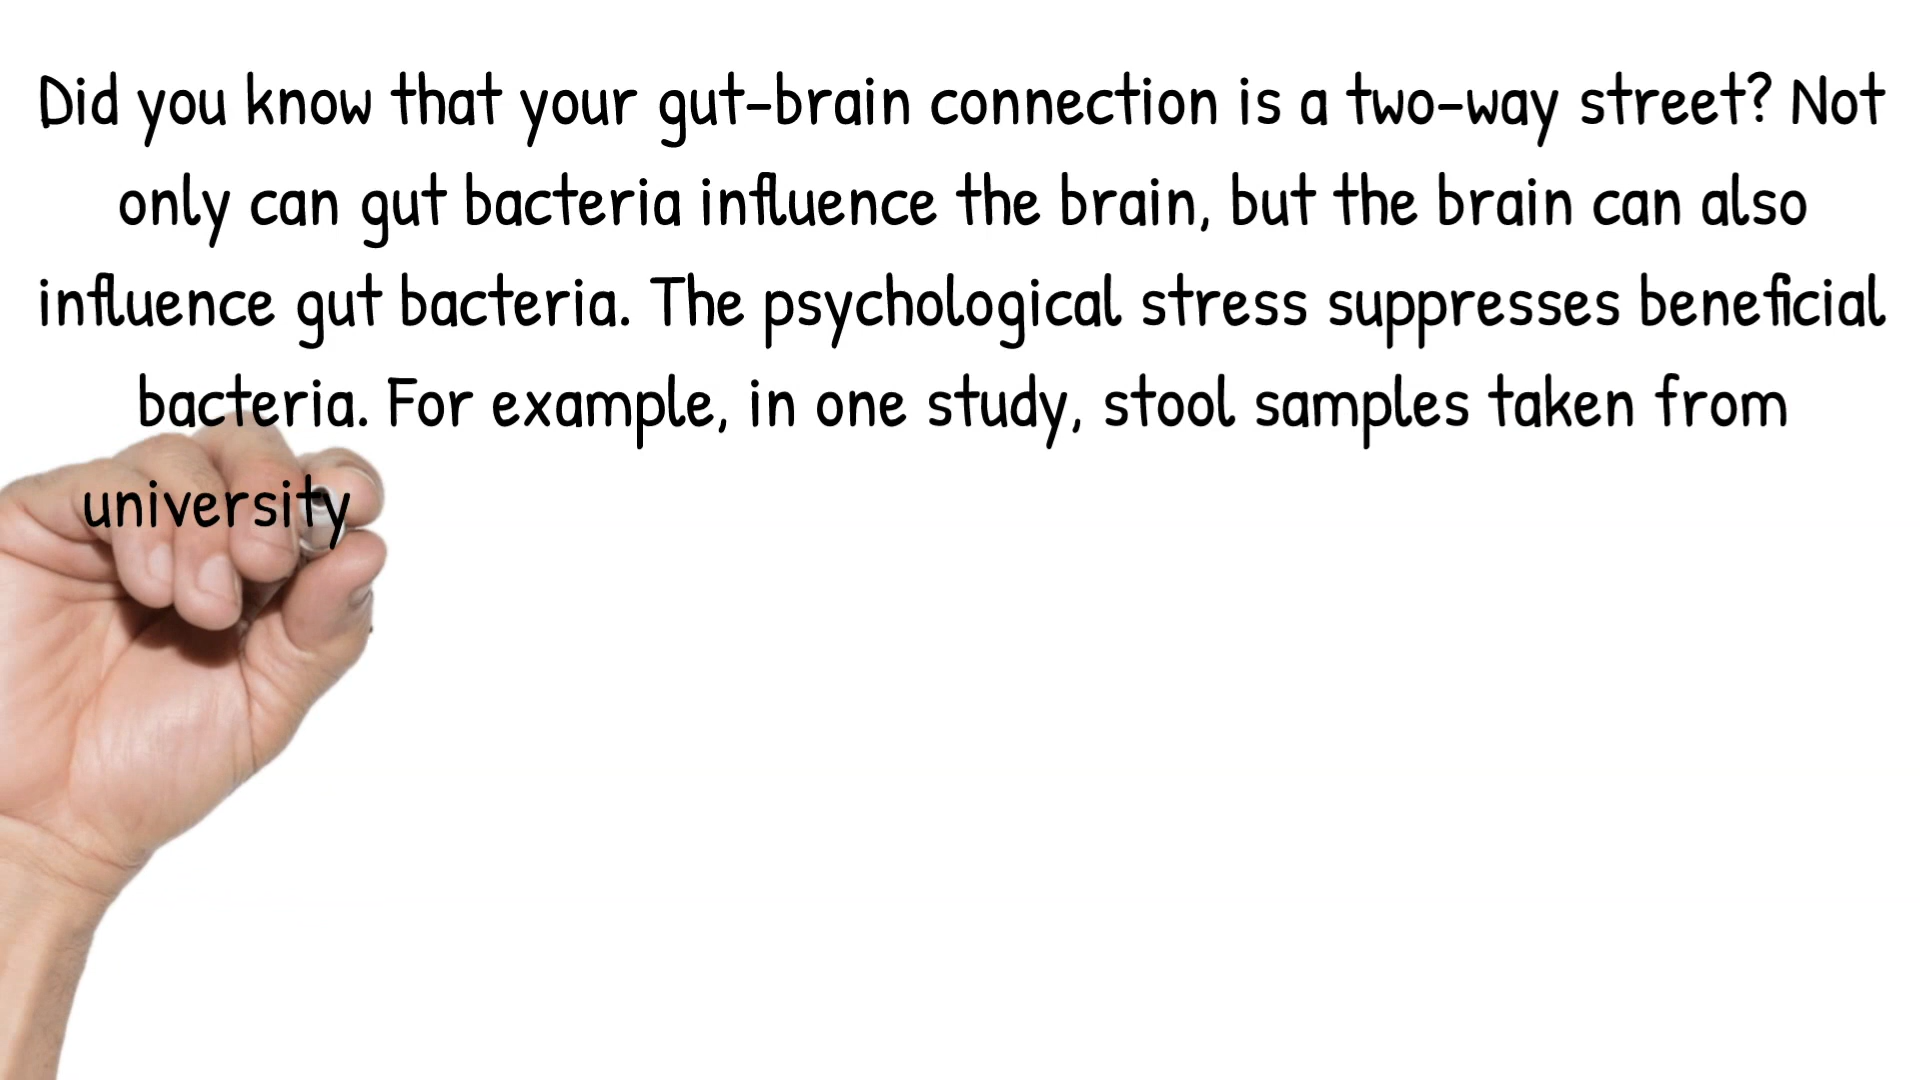 Did you know that your gut-brain connection is a two-way street? Not
only can gut bacteria influence the brain, but the brain can also
influence gut bacteria. The psychological stress suppresses beneficial
bacteria. For example, in one study, stool samples taken from
university